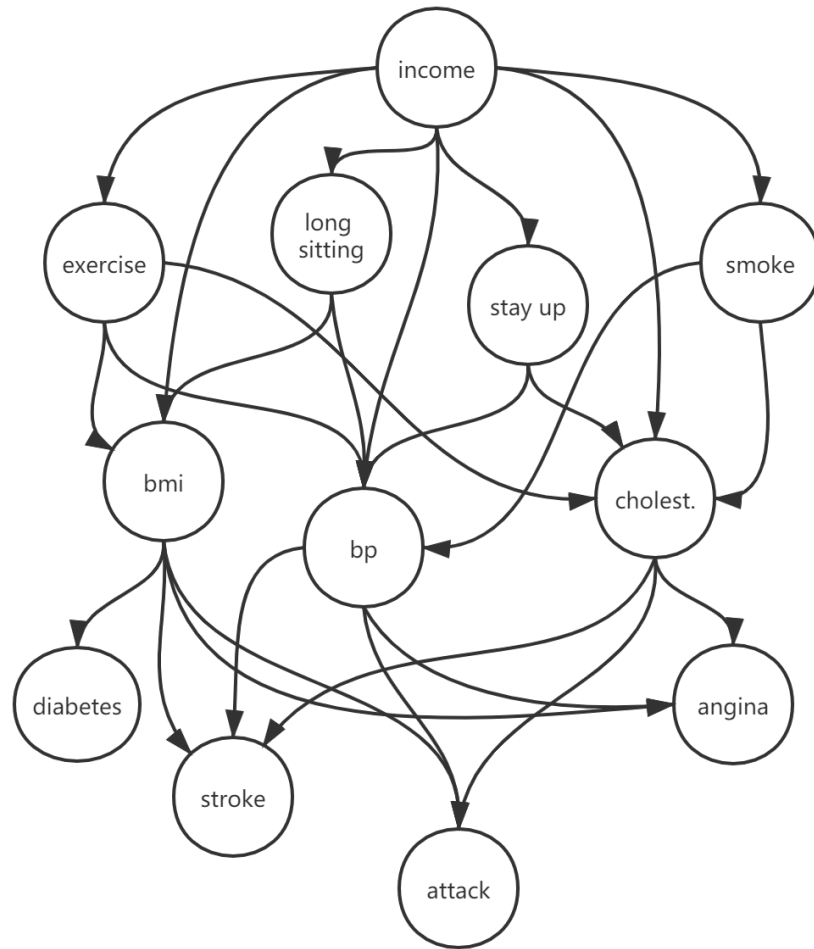 income
long
sitting
exercise
smoke
stay up
bmi
cholest.
bp
diabetes
angina
stroke
attack